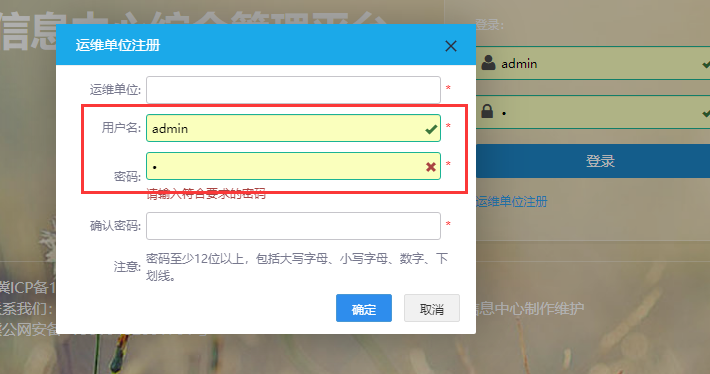 信息中心综合管理平台
登录:
运维单位注册
运维单位:
*
admin
用户名:
admin
*
•
密码:
•
*
请输入符合要求的密码
登录
运维单位注册
确认密码:
*
注意:
密码至少12位以上，包括大写字母、小写字母、数字、下
划线。
冀ICP备1
联系我们:
信息中心制作维护
公网安备
确定
取消